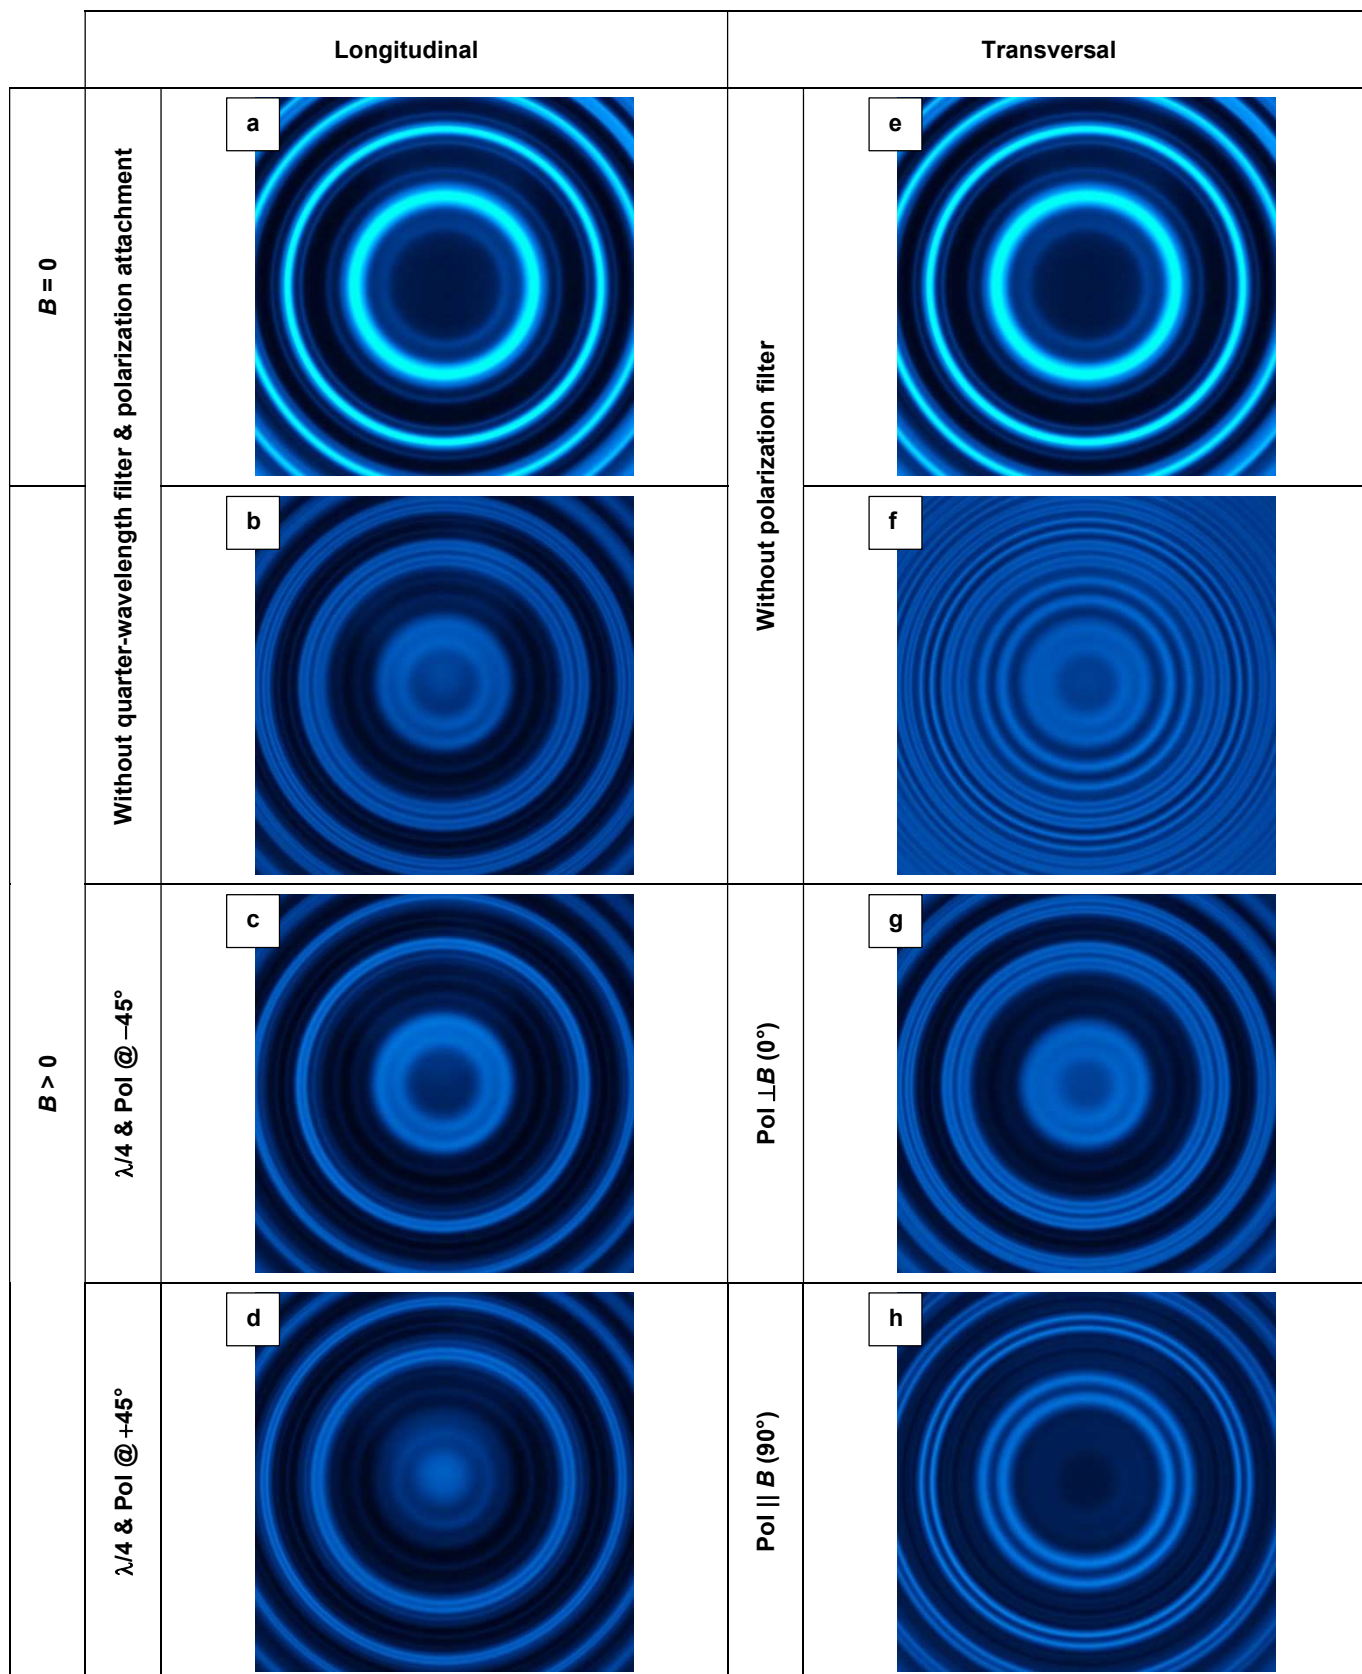 Longitudinal
Transversal
B = 0
Without quarter-wavelength filter & polarization attachment
a
Without polarization filter
e
b
f
B > 0
λ/4 & Pol @ −45°
c
Pol ⊥B (0°)
g
λ/4 & Pol @ +45°
d
Pol || B (90°)
h